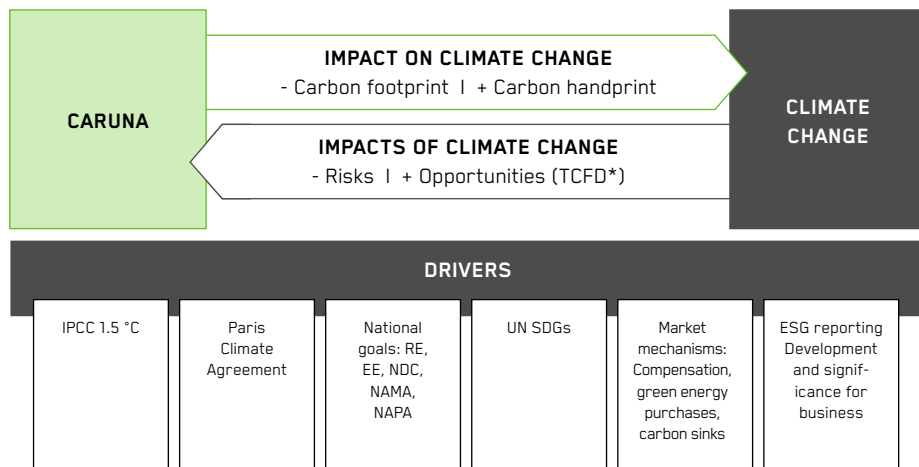 CARUNA
IMPACT ON CLIMATE CHANGE
- Carbon footprint I + Carbon handprint
IMPACTS OF CLIMATE CHANGE
- Risks I + Opportunities (TCFD*)
CLIMATE
CHANGE
DRIVERS
IPCC 1.5 °C
Paris
Climate
Agreement
National
goals: RE,
EE, NDC,
NAMA,
NAPA
UN SDGs
Market
mechanisms:
Compensation,
green energy
purchases,
carbon sinks
ESG reporting
Development
and signif-
icance for
business